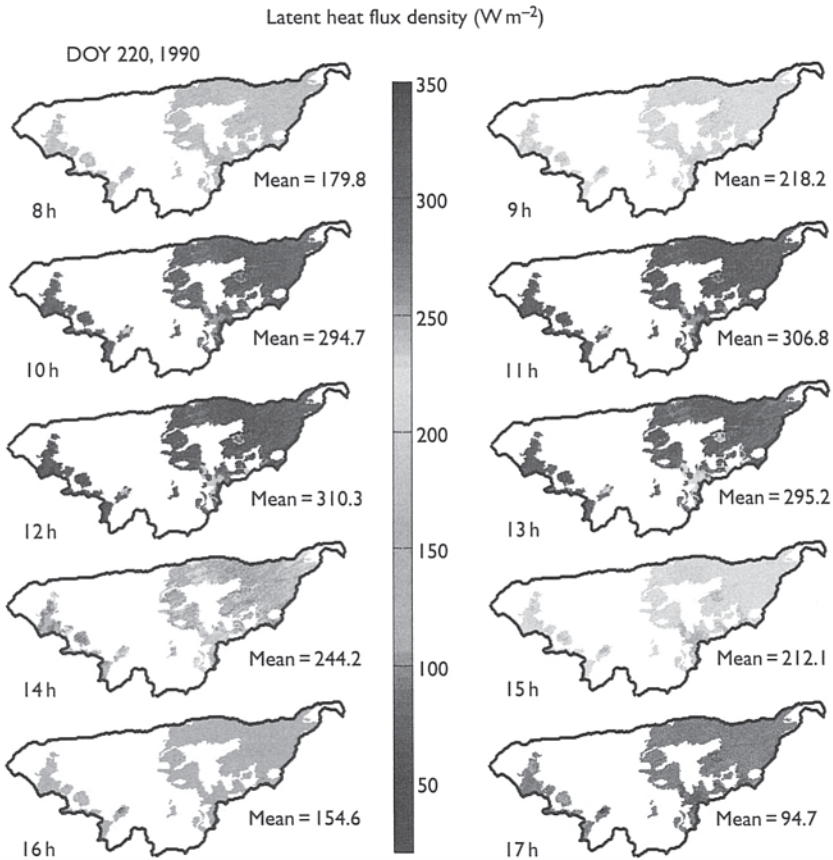 Latent heat flux density (W m⁻²)
DOY 220, 1990
350
300
250
200
150
100
50
Mean = 179.8
8 h
Mean = 218.2
9 h
Mean = 294.7
10 h
Mean = 306.8
11 h
Mean = 310.3
12 h
Mean = 295.2
13 h
Mean = 244.2
14 h
Mean = 212.1
15 h
Mean = 154.6
16 h
Mean = 94.7
17 h